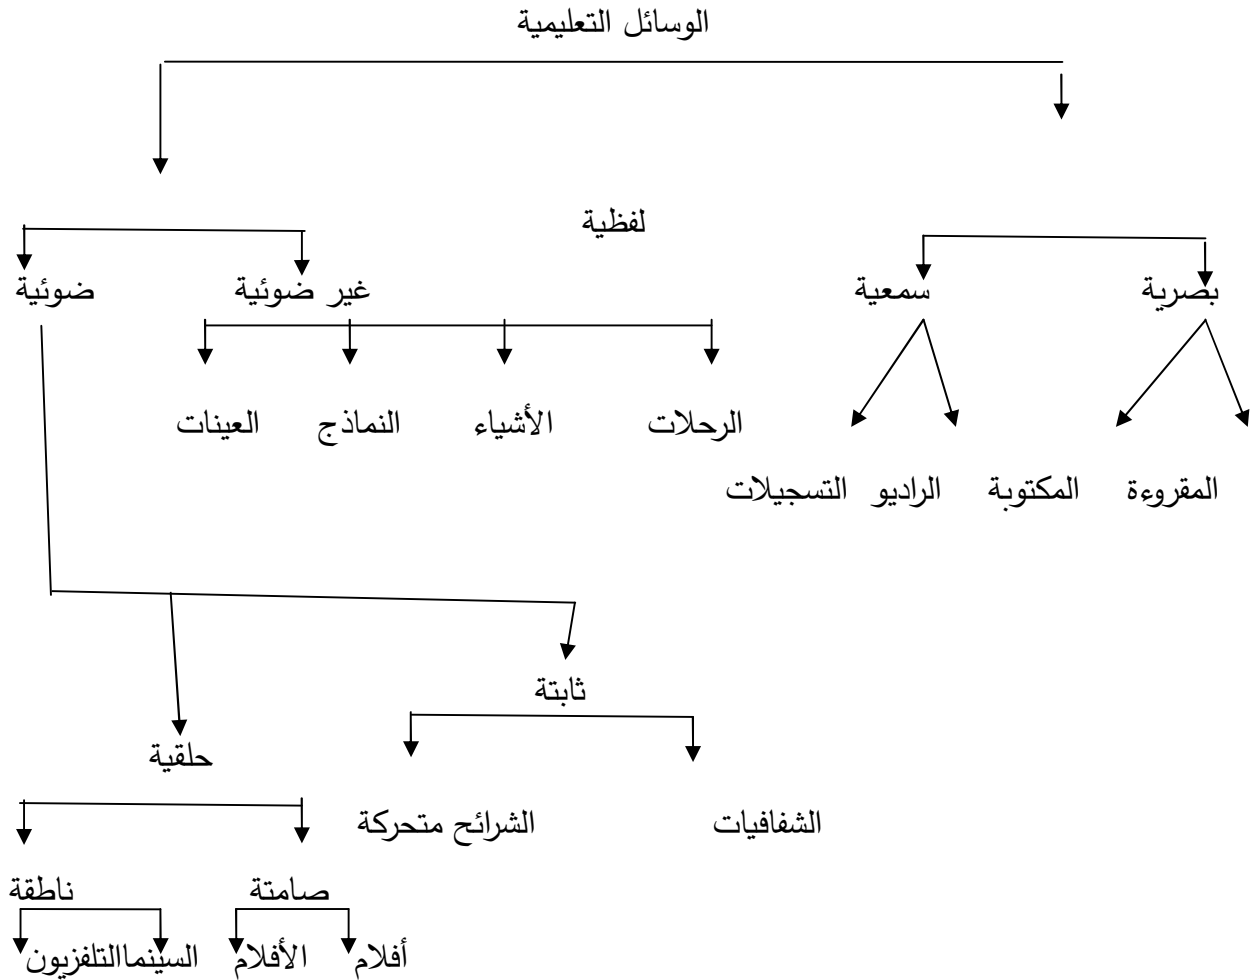 الوسائل التعليمية
لفظية
بصرية سمعية غير ضوئية ضوئية
الرحلات الأشياء النماذج العينات
المقروءة المكتوبة الراديو التسجيلات
ثابتة
حلقية
الشفافيات الشرائح متحركة
صامتة ناطقة
أفلام الأفلام السينماالتلفزيون